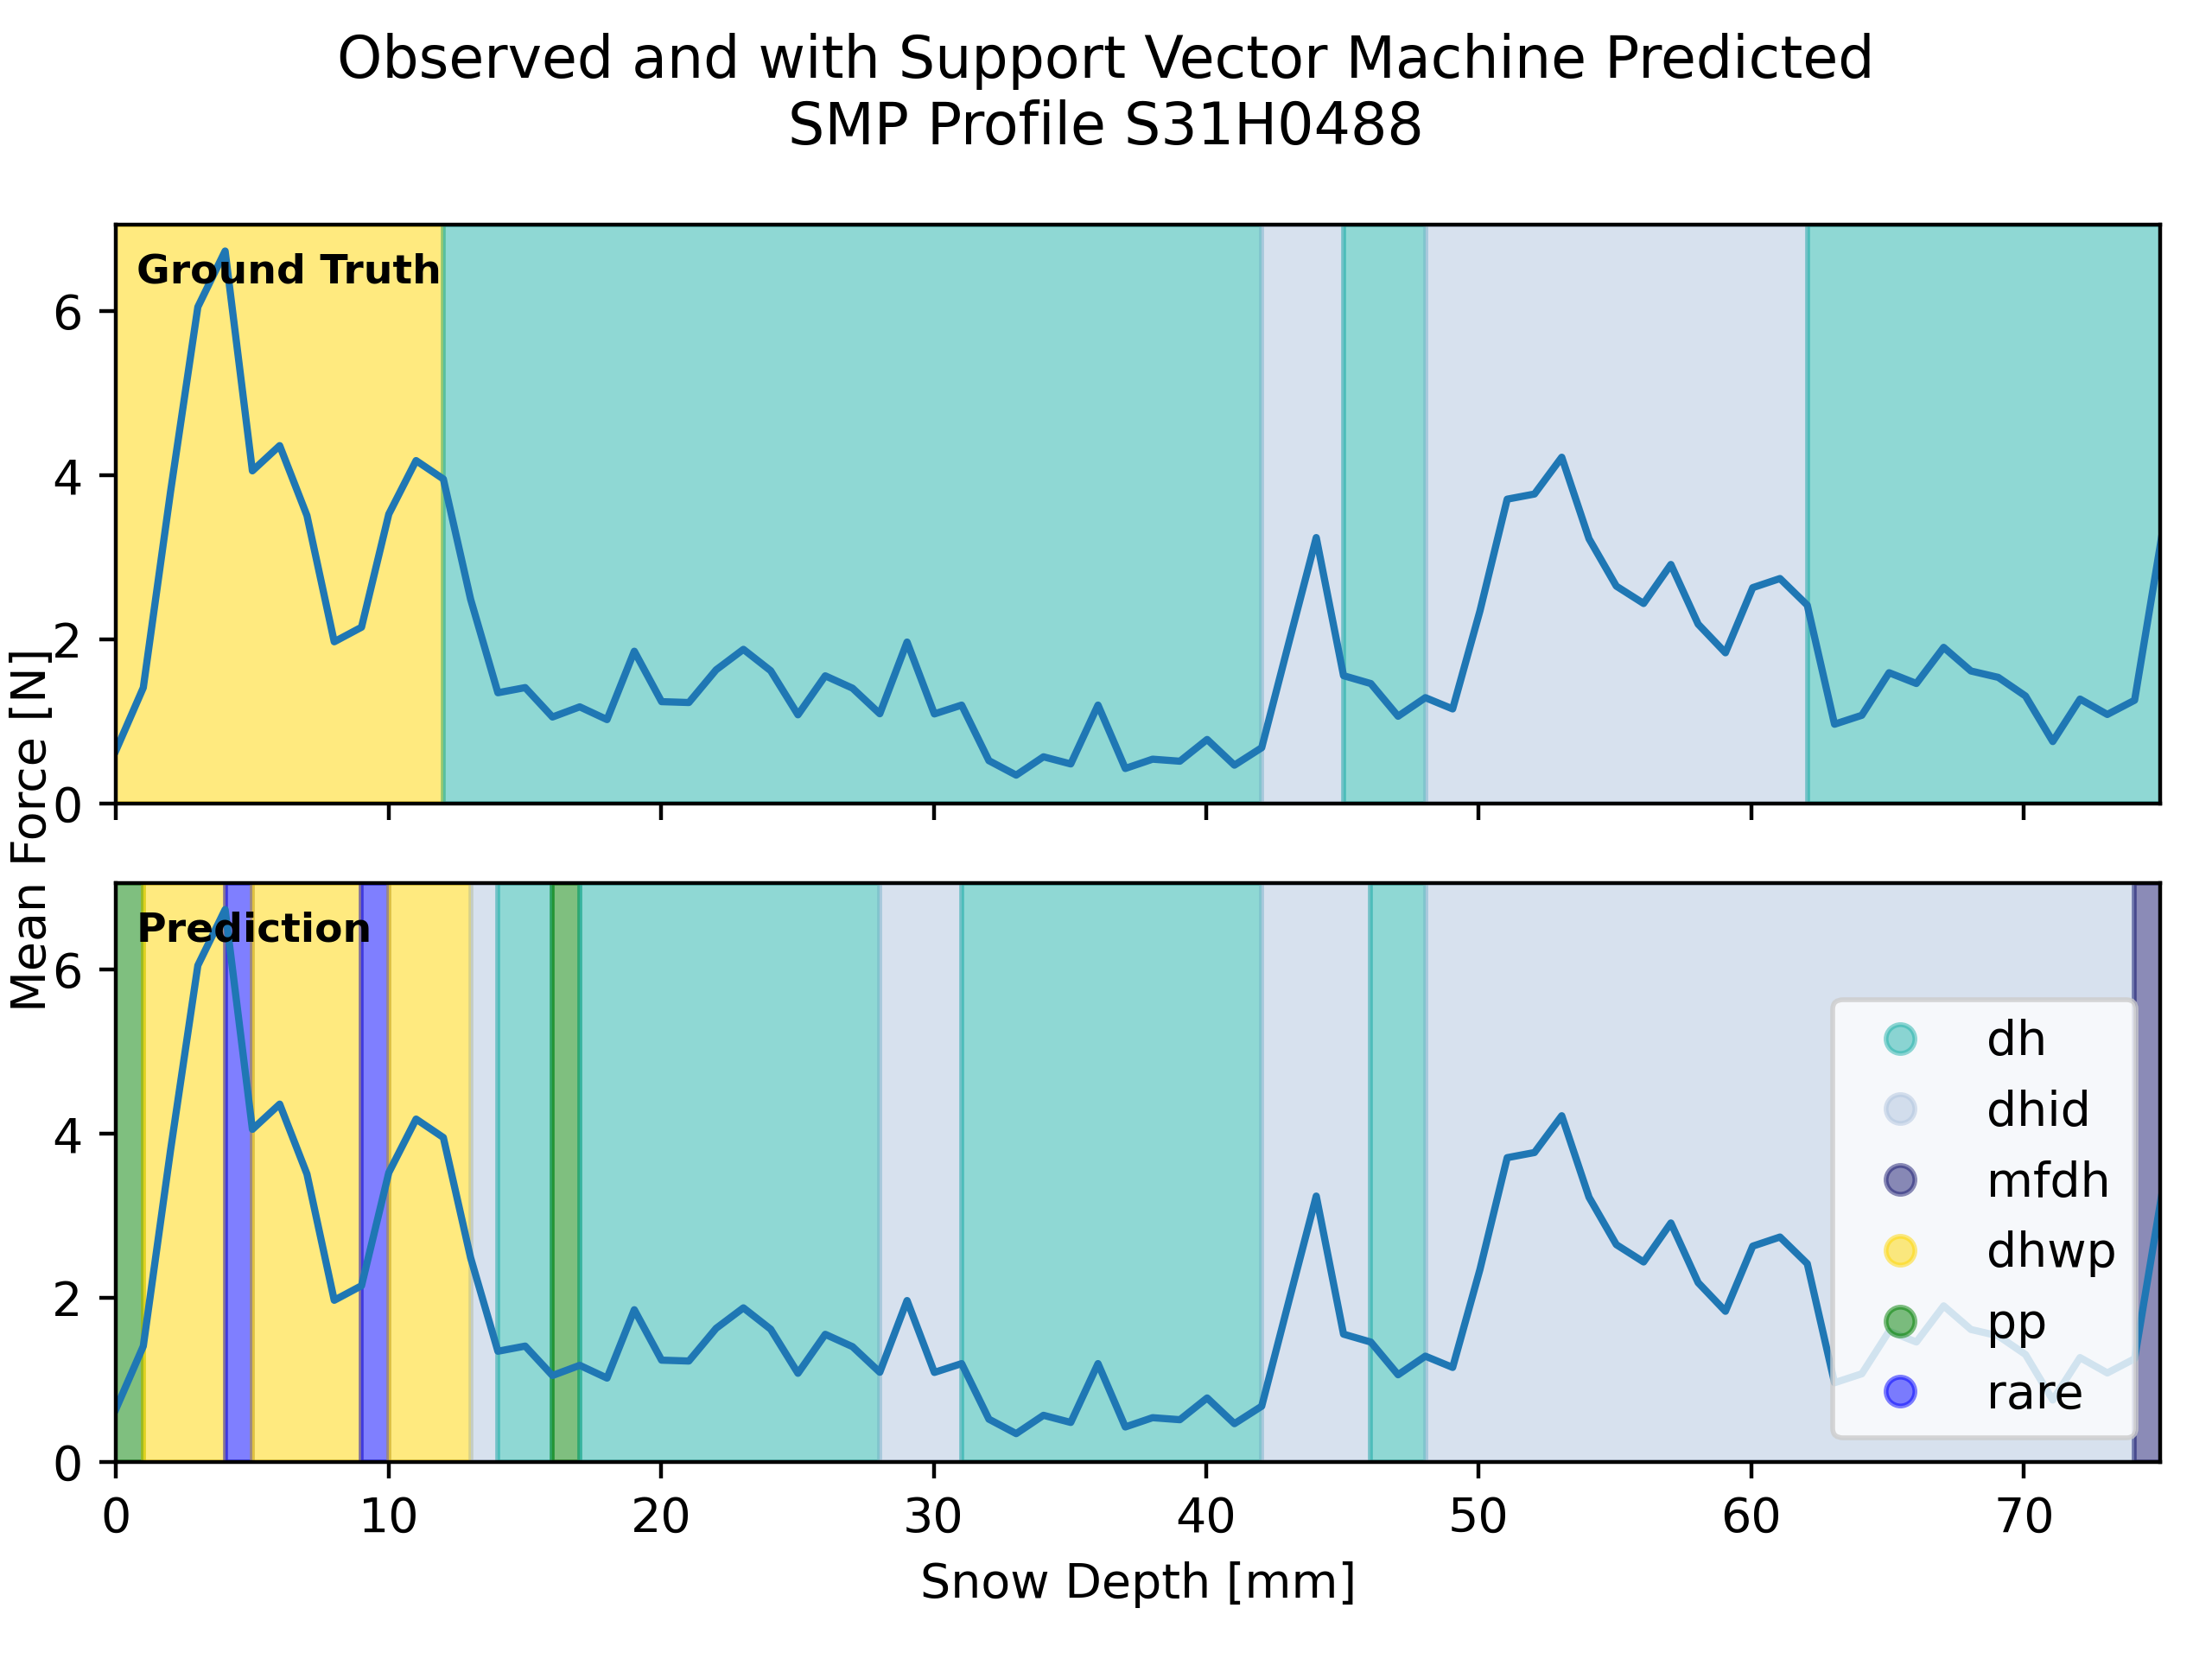 Observed and with Support Vector Machine Predicted
SMP Profile S31H0488
Ground Truth
6
4
2
0
Mean Force [N]
Prediction
6
4
2
0
dh
dhid
mfdh
dhwp
pp
rare
0 10 20 30 40 50 60 70
Snow Depth [mm]